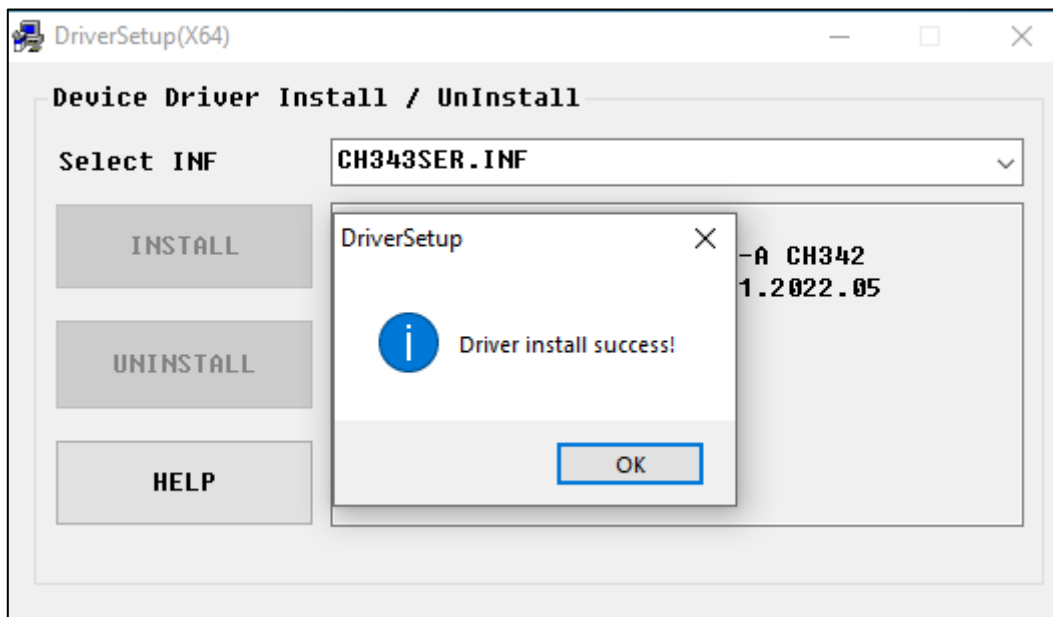 DriverSetup(X64)
Device Driver Install / UnInstall
Select INF
CH343SER.INF
INSTALL
UNINSTALL
HELP
-A CH342
1.2022.05
DriverSetup
Driver install success!
OK